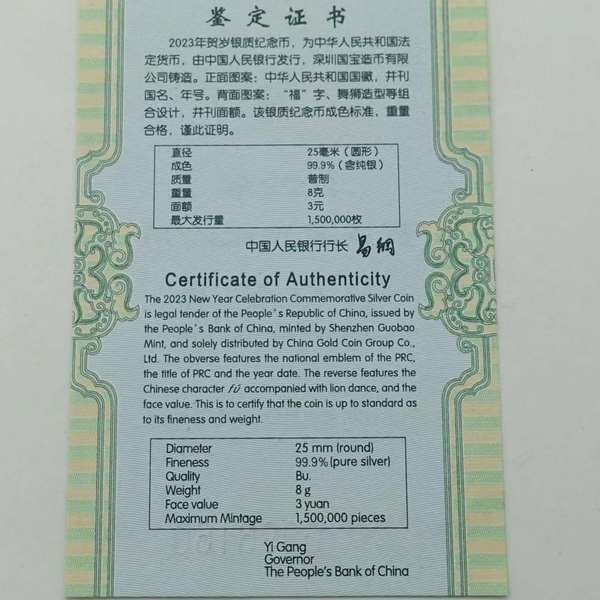 鉴定证书
2023年贺岁银质纪念币，为中华人民共和国法
定货币，由中国人民银行发行，深圳国宝造币有限
公司铸造。正面图案：中华人民共和国国徽，并刊
国名、年号。背面图案：“福”字、舞狮造型等组
合设计，并刊面额。该银质纪念币成色标准，重量
合格，谨此证明。
直径 25毫米（圆形）
成色 99.9%（含纯银）
质量 普制
重量 8克
面额 3元
最大发行量 1,500,000枚
中国人民银行行长 易纲
Certificate of Authenticity
The 2023 New Year Celebration Commemorative Silver Coin
is legal tender of the People's Republic of China, issued by
the People's Bank of China, minted by Shenzhen Guobao
Mint, and solely distributed by China Gold Coin Group Co.,
Ltd. The obverse features the national emblem of the PRC,
the title of PRC and the year date. The reverse features the
Chinese character fú accompanied with lion dance, and the
face value. This is to certify that the coin is up to standard as
to its fineness and weight.
Diameter 25 mm (round)
Fineness 99.9% (pure silver)
Quality Bu.
Weight 8 g
Face value 3 yuan
Maximum Mintage 1,500,000 pieces
Yi Gang
Governor
The People's Bank of China